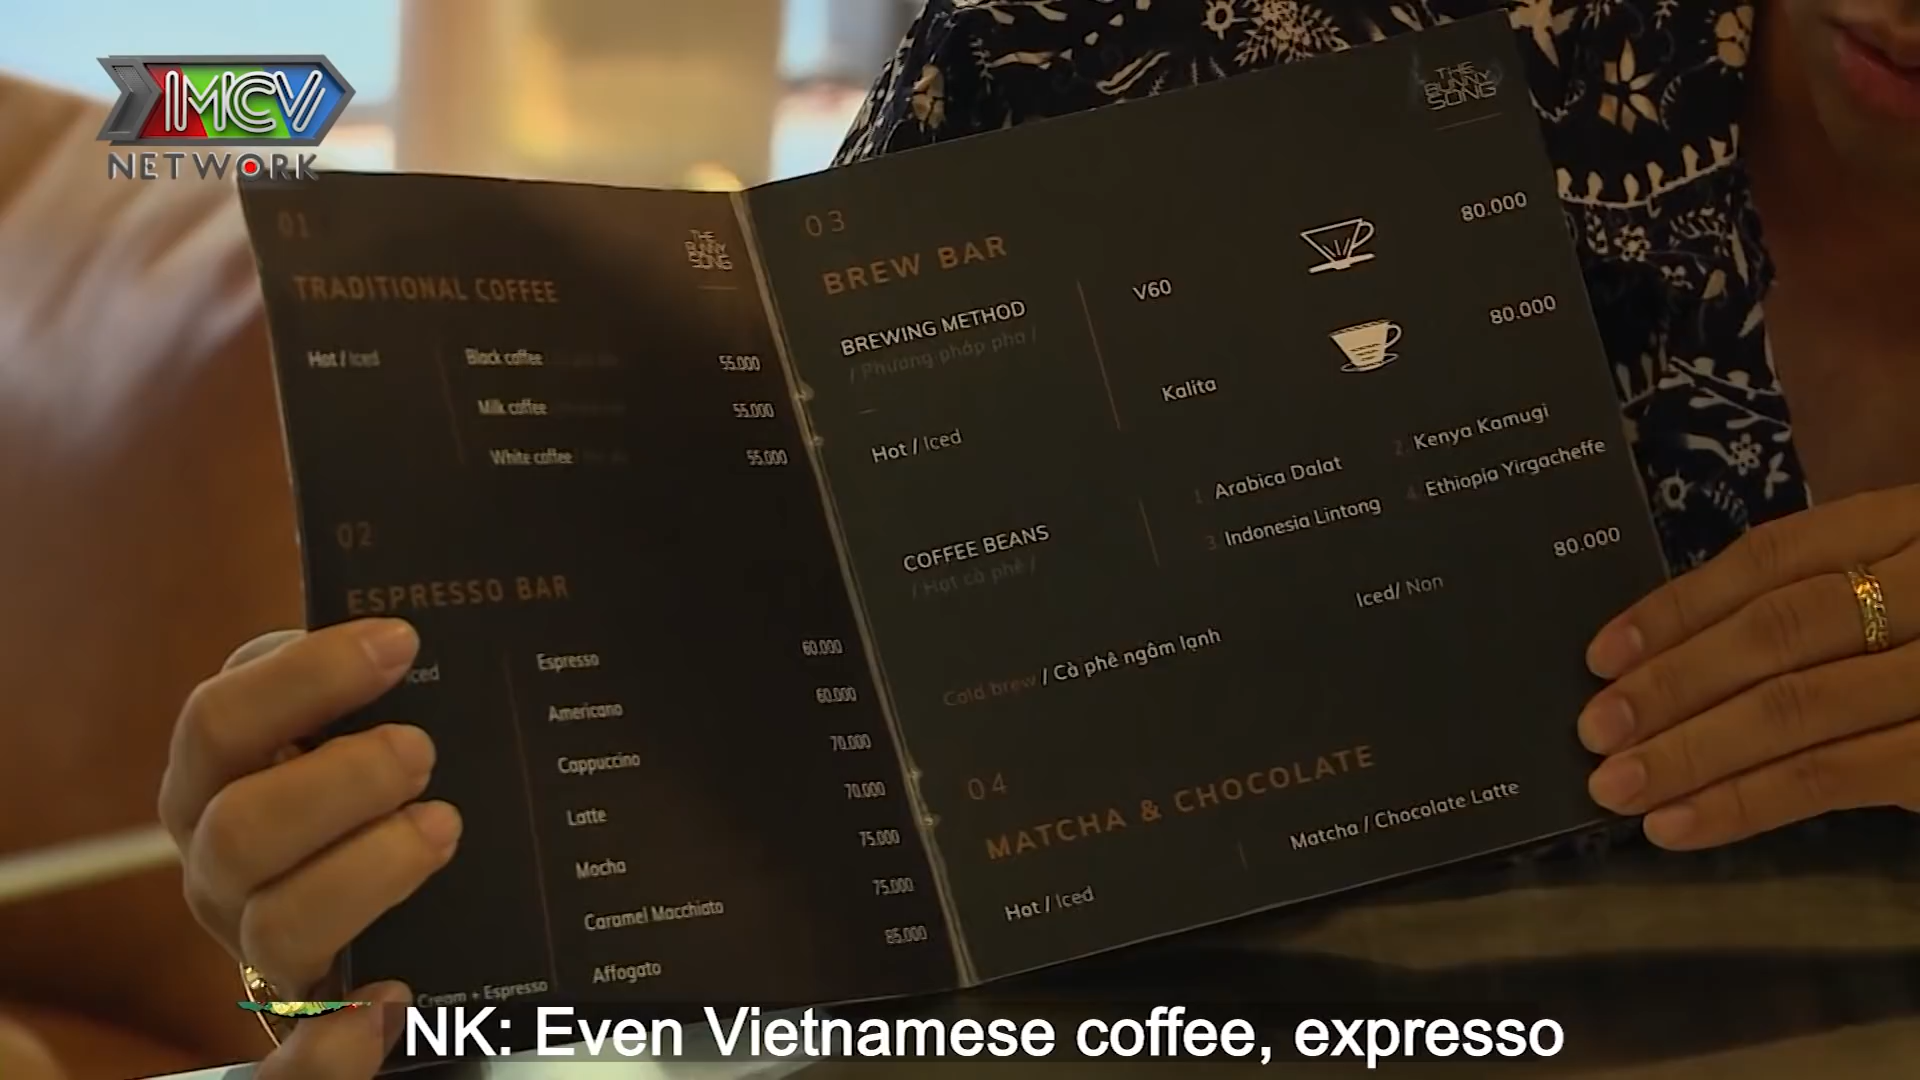 MCV
NETWORK
01
THE
BUNNY
SONG
TRADITIONAL COFFEE
Hot / Iced
Black coffee 55.000
Milk coffee 55.000
White coffee 55.000
02
ESPRESSO BAR
Iced
Espresso 60.000
Americano 60.000
Cappuccino 70.000
Latte 70.000
Mocha 75.000
Caramel Macchiato 75.000
Affogato 85.000
Cream + Espresso
THE
BUNNY
SONG
03
BREW BAR
BREWING METHOD
/ Phương pháp pha /
Hot / Iced
V60 80.000
Kalita 80.000
COFFEE BEANS
/ Hạt cà phê /
1. Arabica Dalat
2. Kenya Kamugi
3. Indonesia Lintong
4. Ethiopia Yirgacheffe
Cold brew / Cà phê ngâm lạnh
Iced/ Non 80.000
04
MATCHA & CHOCOLATE
Hot / Iced
Matcha / Chocolate Latte
NK: Even Vietnamese coffee, expresso